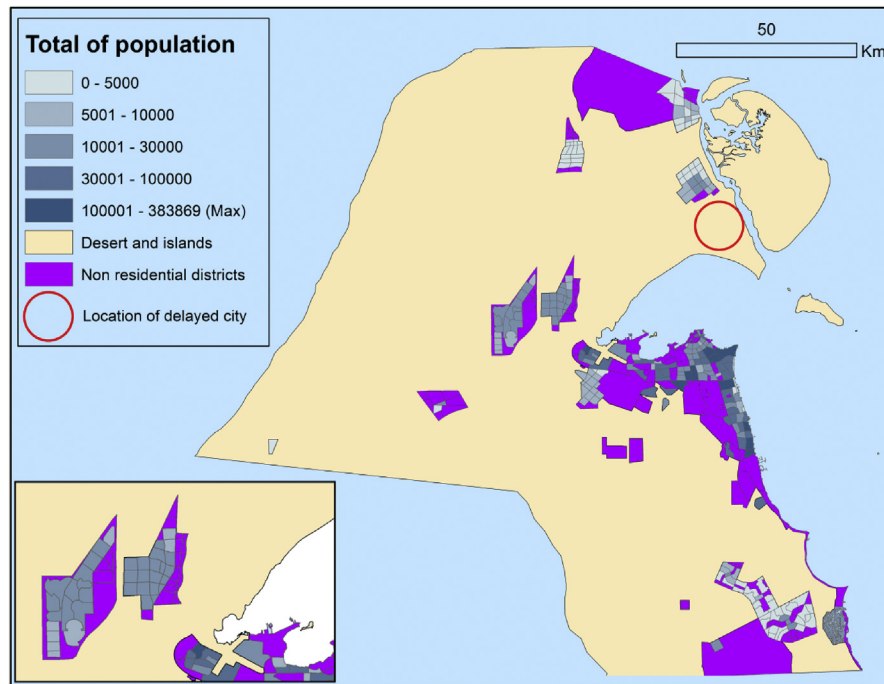 Total of population
0 - 5000
5001 - 10000
10001 - 30000
30001 - 100000
100001 - 383869 (Max)
Desert and islands
Non residential districts
Location of delayed city
50
Km